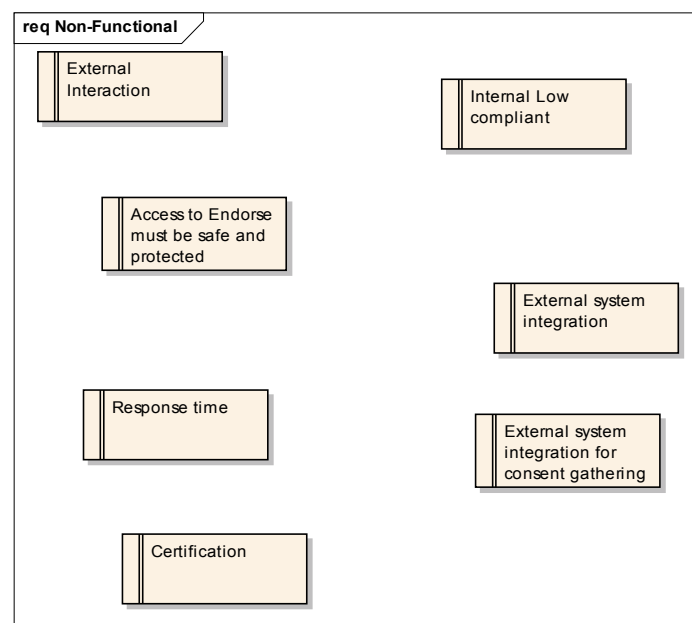 req Non-Functional
External
Interaction
Internal Low
compliant
Access to Endorse
must be safe and
protected
External system
integration
Response time
External system
integration for
consent gathering
Certification